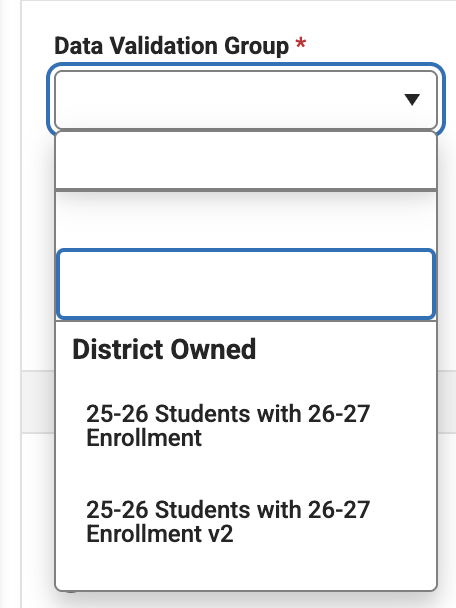 Data Validation Group *
District Owned
25-26 Students with 26-27
Enrollment
25-26 Students with 26-27
Enrollment v2